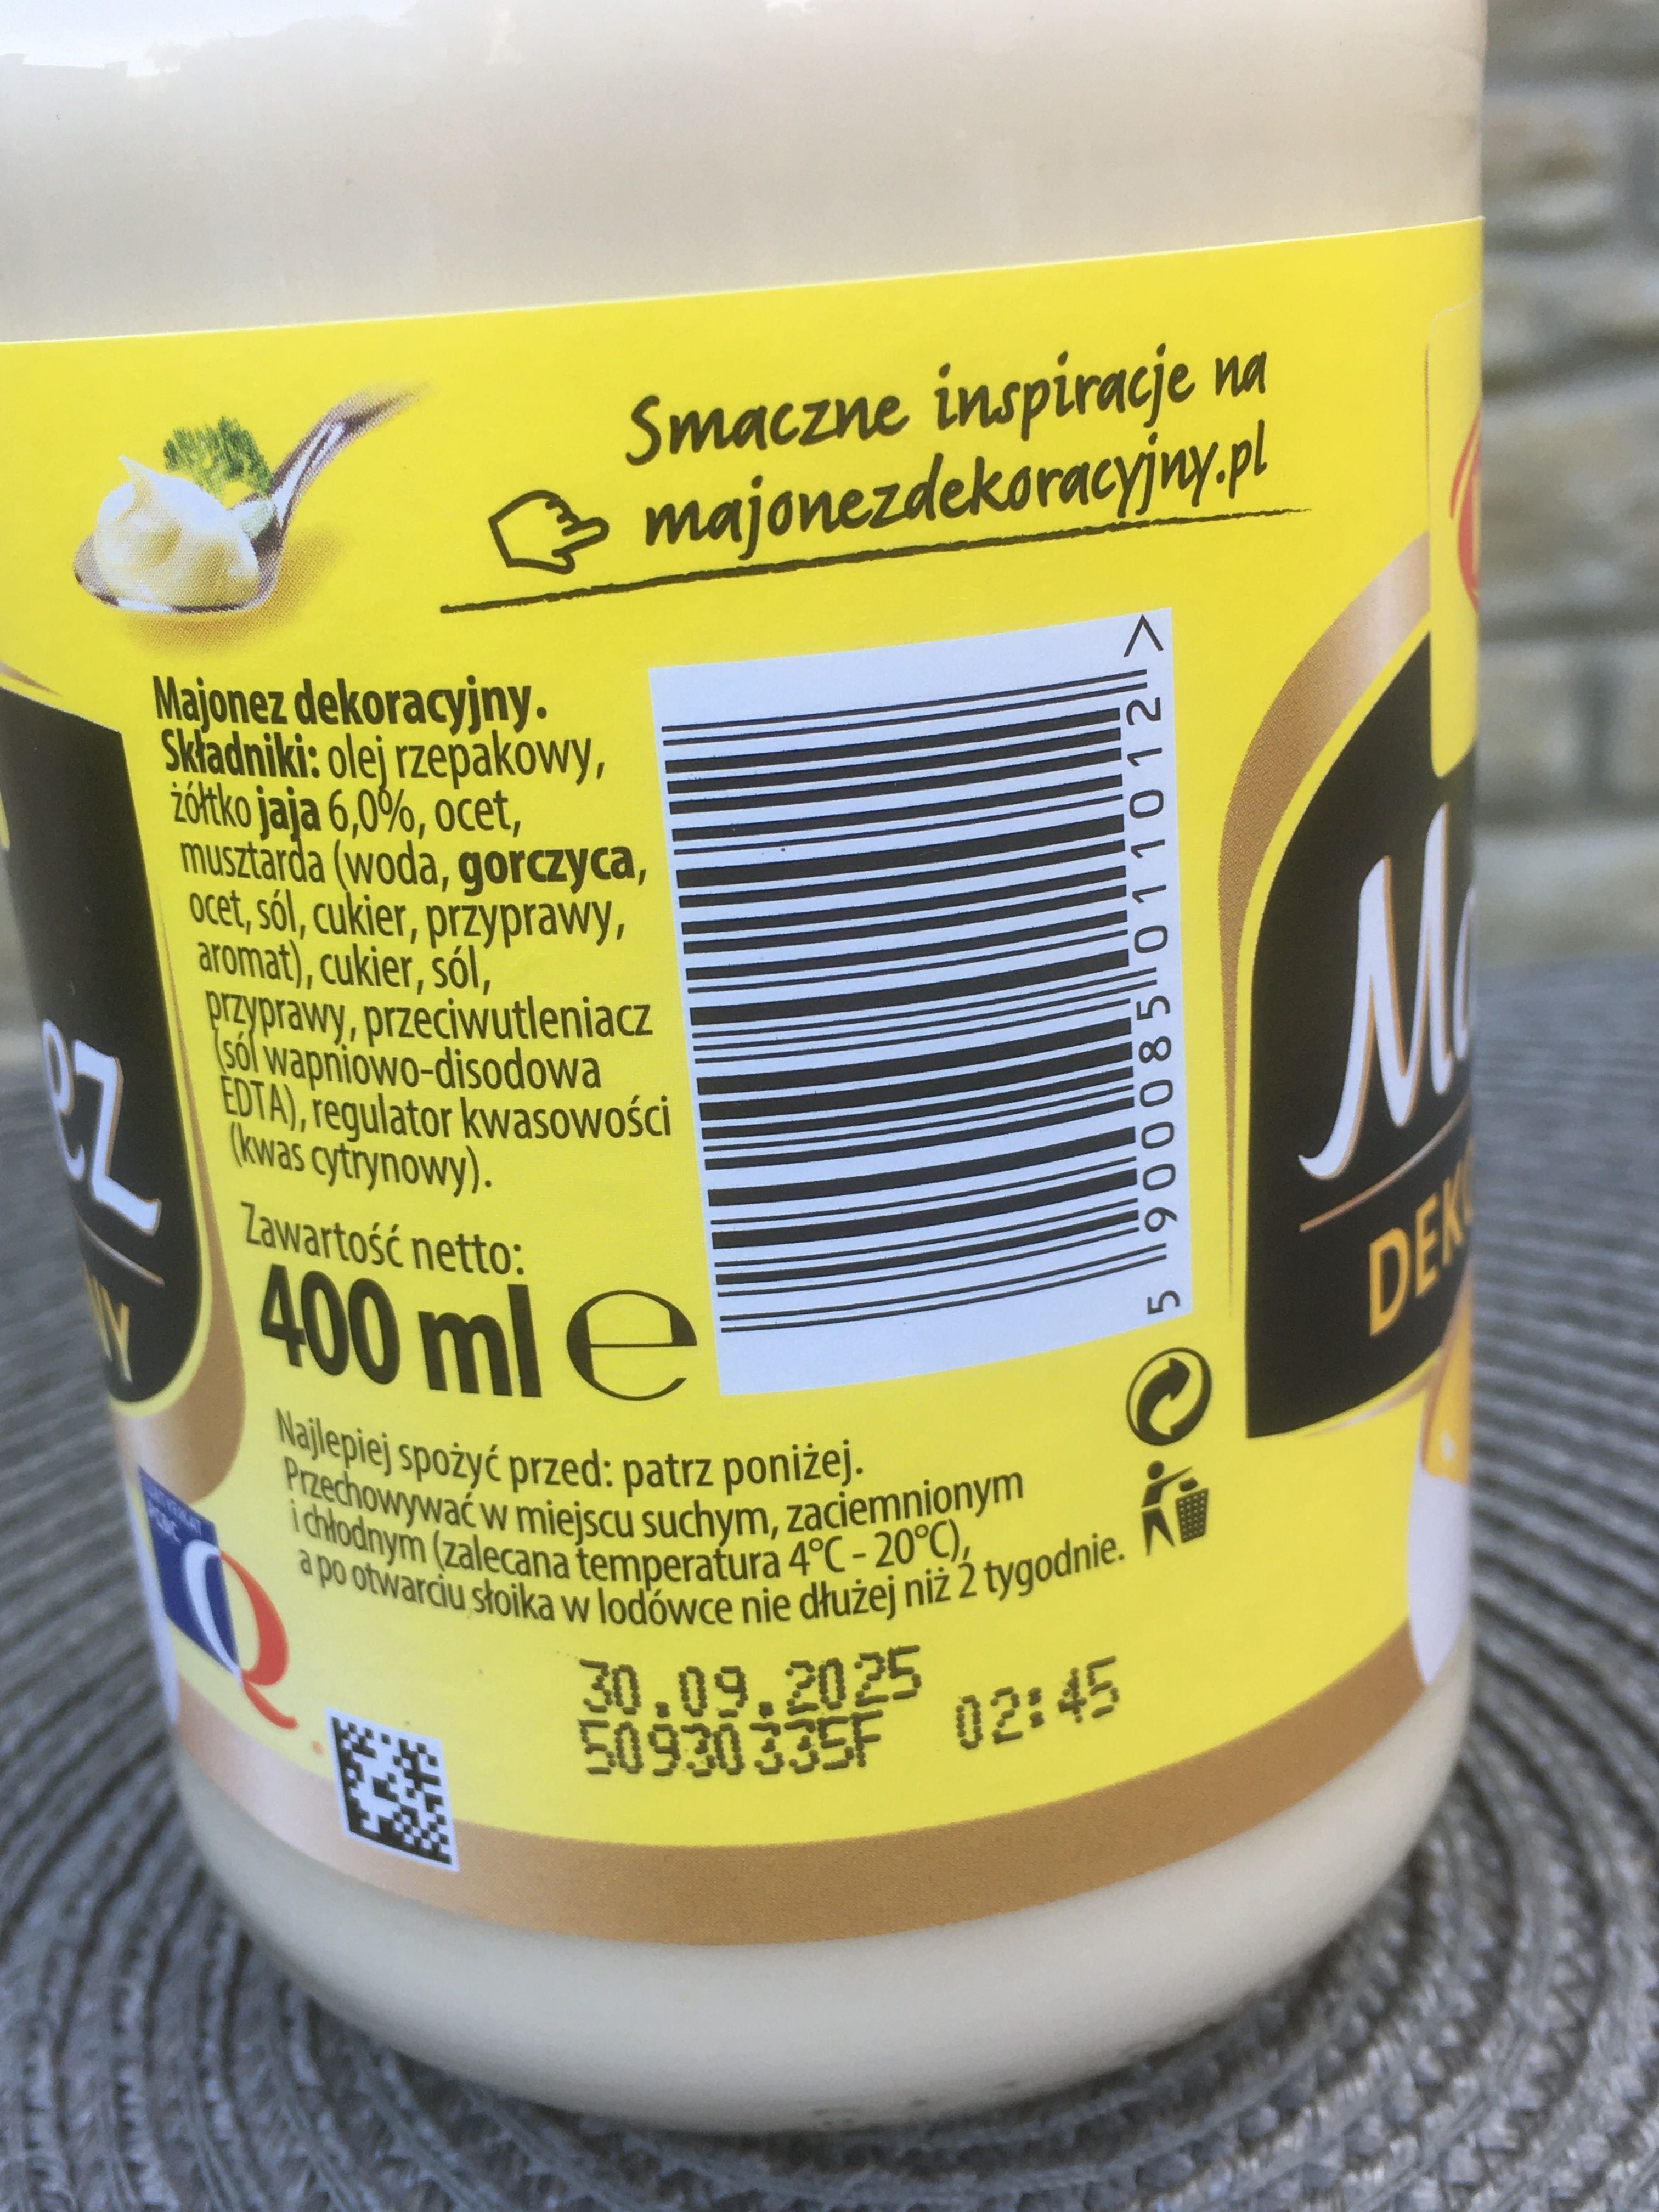 Smaczne inspiracje na
majonezdekoracyjny.pl
Majonez dekoracyjny.
Składniki: olej rzepakowy,
żółtko jaja 6,0%, ocet,
musztarda (woda, gorczyca,
ocet, sól, cukier, przyprawy,
aromat), cukier, sól,
przyprawy, przeciwutleniacz
(sól wapniowo-disodowa
EDTA), regulator kwasowości
(kwas cytrynowy).
Zawartość netto:
400 ml e
5 900085 011012 >
Najlepiej spożyć przed: patrz poniżej.
Przechowywać w miejscu suchym, zaciemnionym
i chłodnym (zalecana temperatura 4°C - 20°C),
a po otwarciu słoika w lodówce nie dłużej niż 2 tygodnie.
30.09.2025
50930335F 02:45
ez
Q